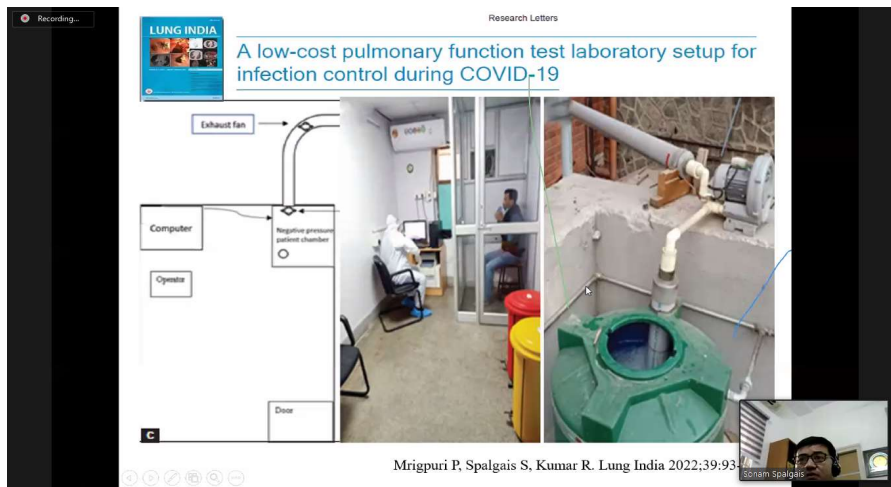 Recording...
Research Letters
LUNG INDIA
A low-cost pulmonary function test laboratory setup for
infection control during COVID-19
Exhaust fan
Computer
Negative pressure
patient chamber
Operator
Door
C
Mrigpuri P, Spalgais S, Kumar R. Lung India 2022;39:93-
Sonam Spalgais